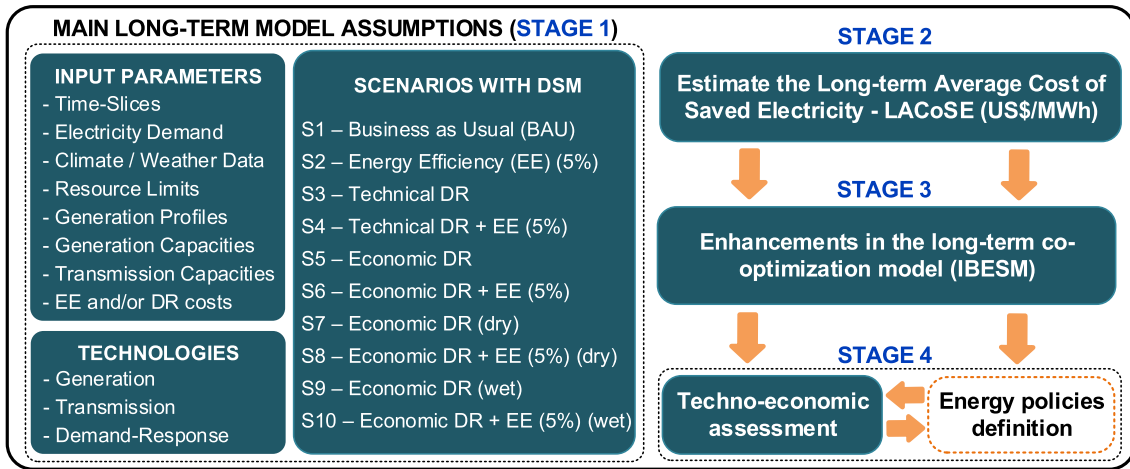 MAIN LONG-TERM MODEL ASSUMPTIONS (STAGE 1)
INPUT PARAMETERS
- Time-Slices
- Electricity Demand
- Climate / Weather Data
- Resource Limits
- Generation Profiles
- Generation Capacities
- Transmission Capacities
- EE and/or DR costs
TECHNOLOGIES
- Generation
- Transmission
- Demand-Response
SCENARIOS WITH DSM
S1 – Business as Usual (BAU)
S2 – Energy Efficiency (EE) (5%)
S3 – Technical DR
S4 – Technical DR + EE (5%)
S5 – Economic DR
S6 – Economic DR + EE (5%)
S7 – Economic DR (dry)
S8 – Economic DR + EE (5%) (dry)
S9 – Economic DR (wet)
S10 – Economic DR + EE (5%) (wet)
STAGE 2
Estimate the Long-term Average Cost of
Saved Electricity - LACoSE (US$/MWh)
STAGE 3
Enhancements in the long-term co-
optimization model (IBESM)
STAGE 4
Techno-economic
assessment
Energy policies
definition